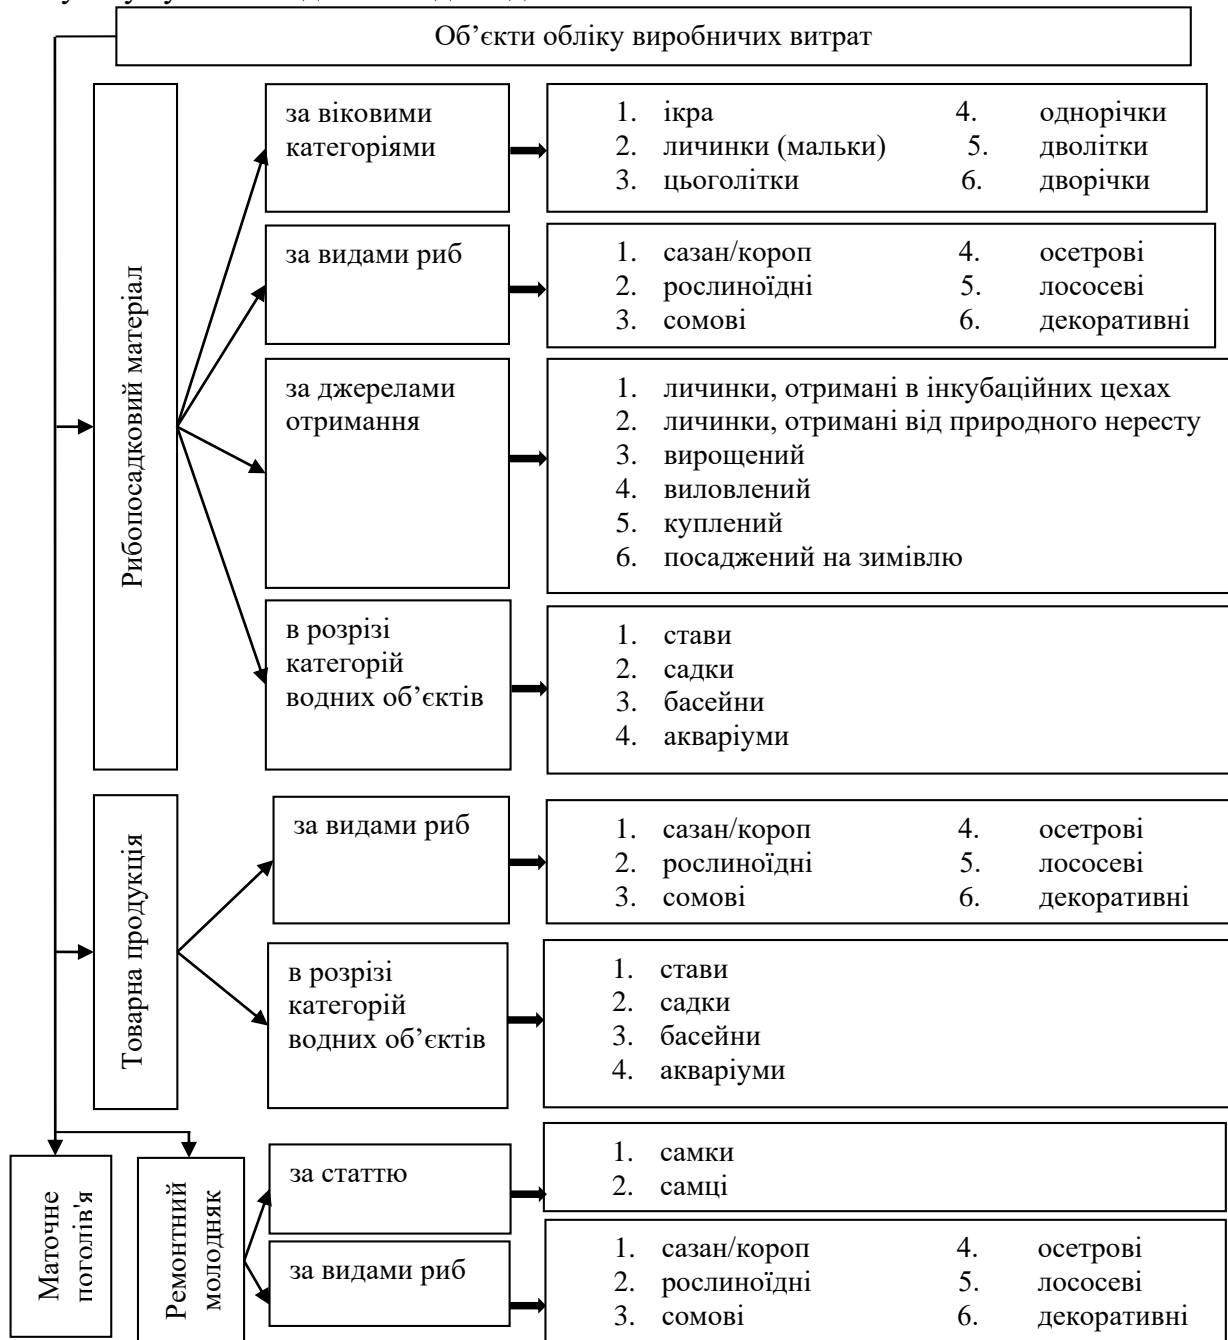 Об’єкти обліку виробничих витрат
Рибопосадковий матеріал
за віковими
категоріями
1. ікра 4. однорічки
2. личинки (мальки) 5. дволітки
3. цьоголітки 6. дворічки
за видами риб
1. сазан/короп 4. осетрові
2. рослиноїдні 5. лососеві
3. сомові 6. декоративні
за джерелами
отримання
1. личинки, отримані в інкубаційних цехах
2. личинки, отримані від природного нересту
3. вирощений
4. виловлений
5. куплений
6. посаджений на зимівлю
в розрізі
категорій
водних об’єктів
1. стави
2. садки
3. басейни
4. акваріуми
Товарна продукція
за видами риб
1. сазан/короп 4. осетрові
2. рослиноїдні 5. лососеві
3. сомові 6. декоративні
в розрізі
категорій
водних об’єктів
1. стави
2. садки
3. басейни
4. акваріуми
Маточне
поголів'я
Ремонтний
молодняк
за статтю
1. самки
2. самці
за видами риб
1. сазан/короп 4. осетрові
2. рослиноїдні 5. лососеві
3. сомові 6. декоративні